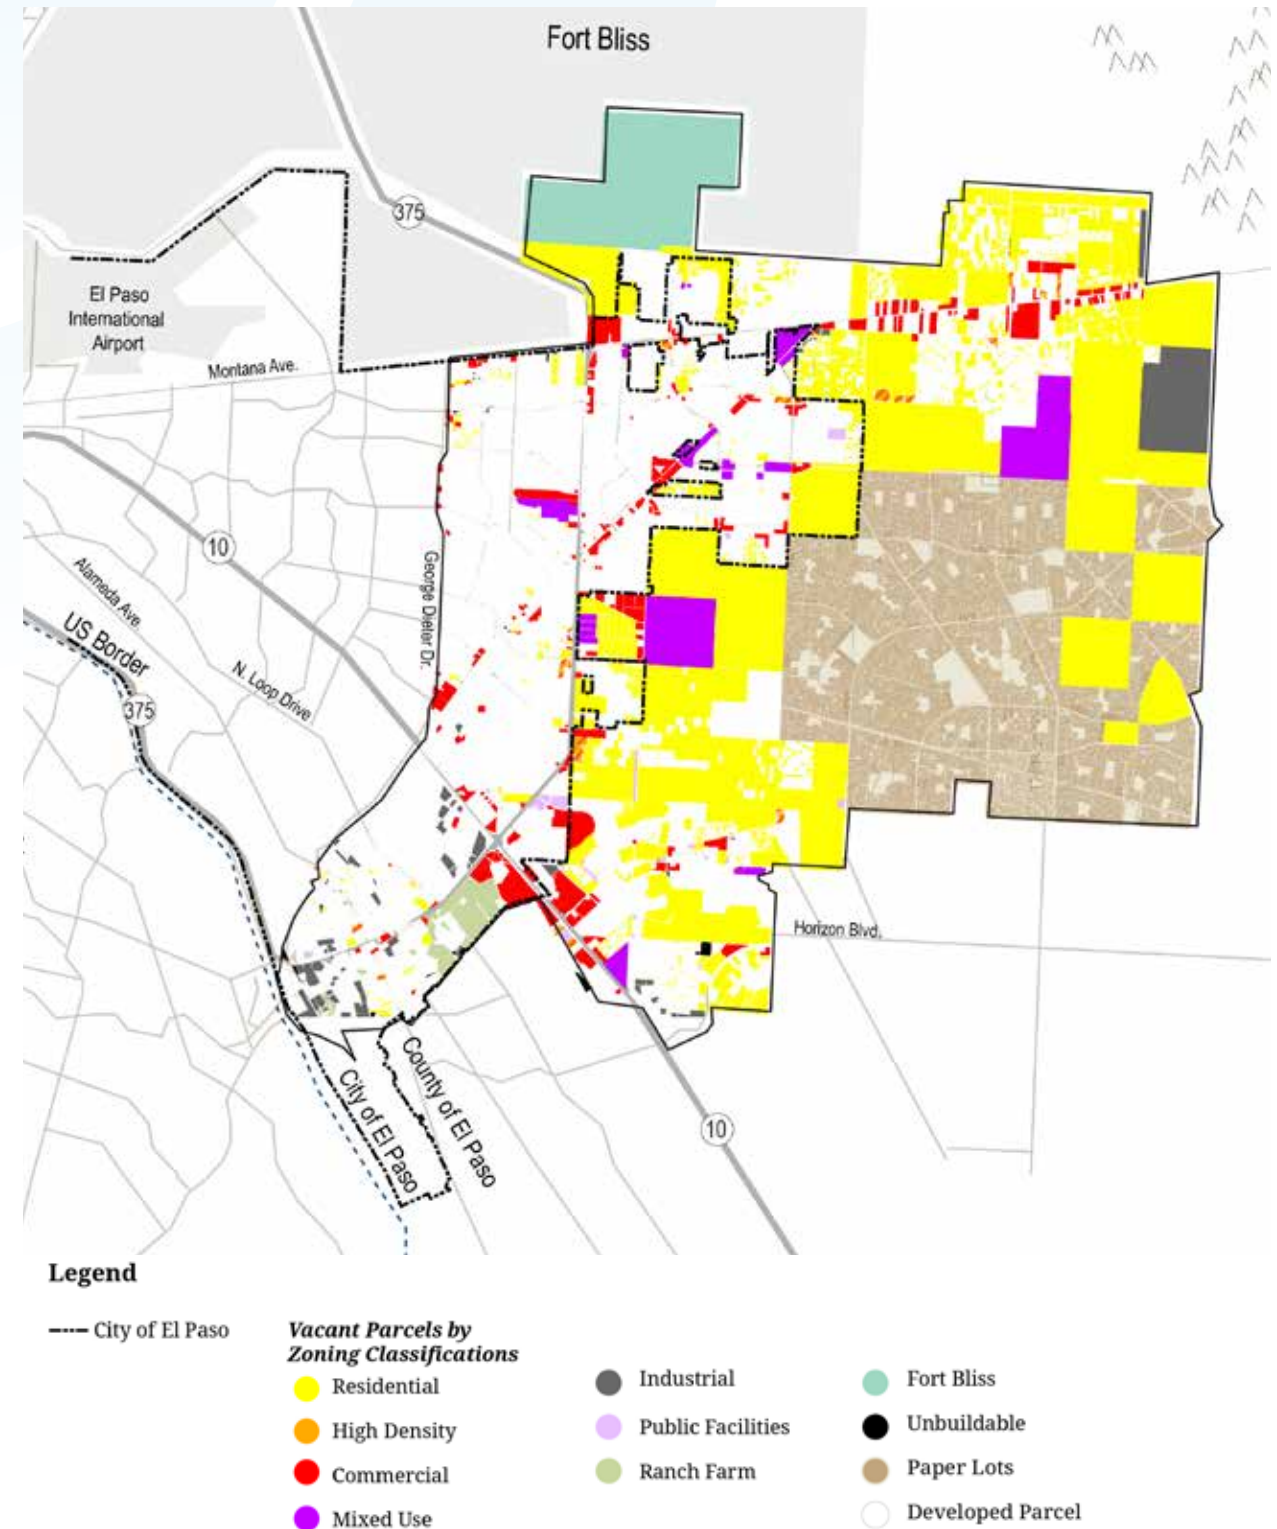 Fort Bliss
375
El Paso
International
Airport
Montana Ave.
10
Alameda Ave.
US Border
George Dieter Dr.
N. Loop Drive
375
Horizon Blvd.
City of El Paso
County of El Paso
10
Legend
City of El Paso
Vacant Parcels by
Zoning Classifications
Residential
High Density
Commercial
Mixed Use
Industrial
Public Facilities
Ranch Farm
Fort Bliss
Unbuildable
Paper Lots
Developed Parcel